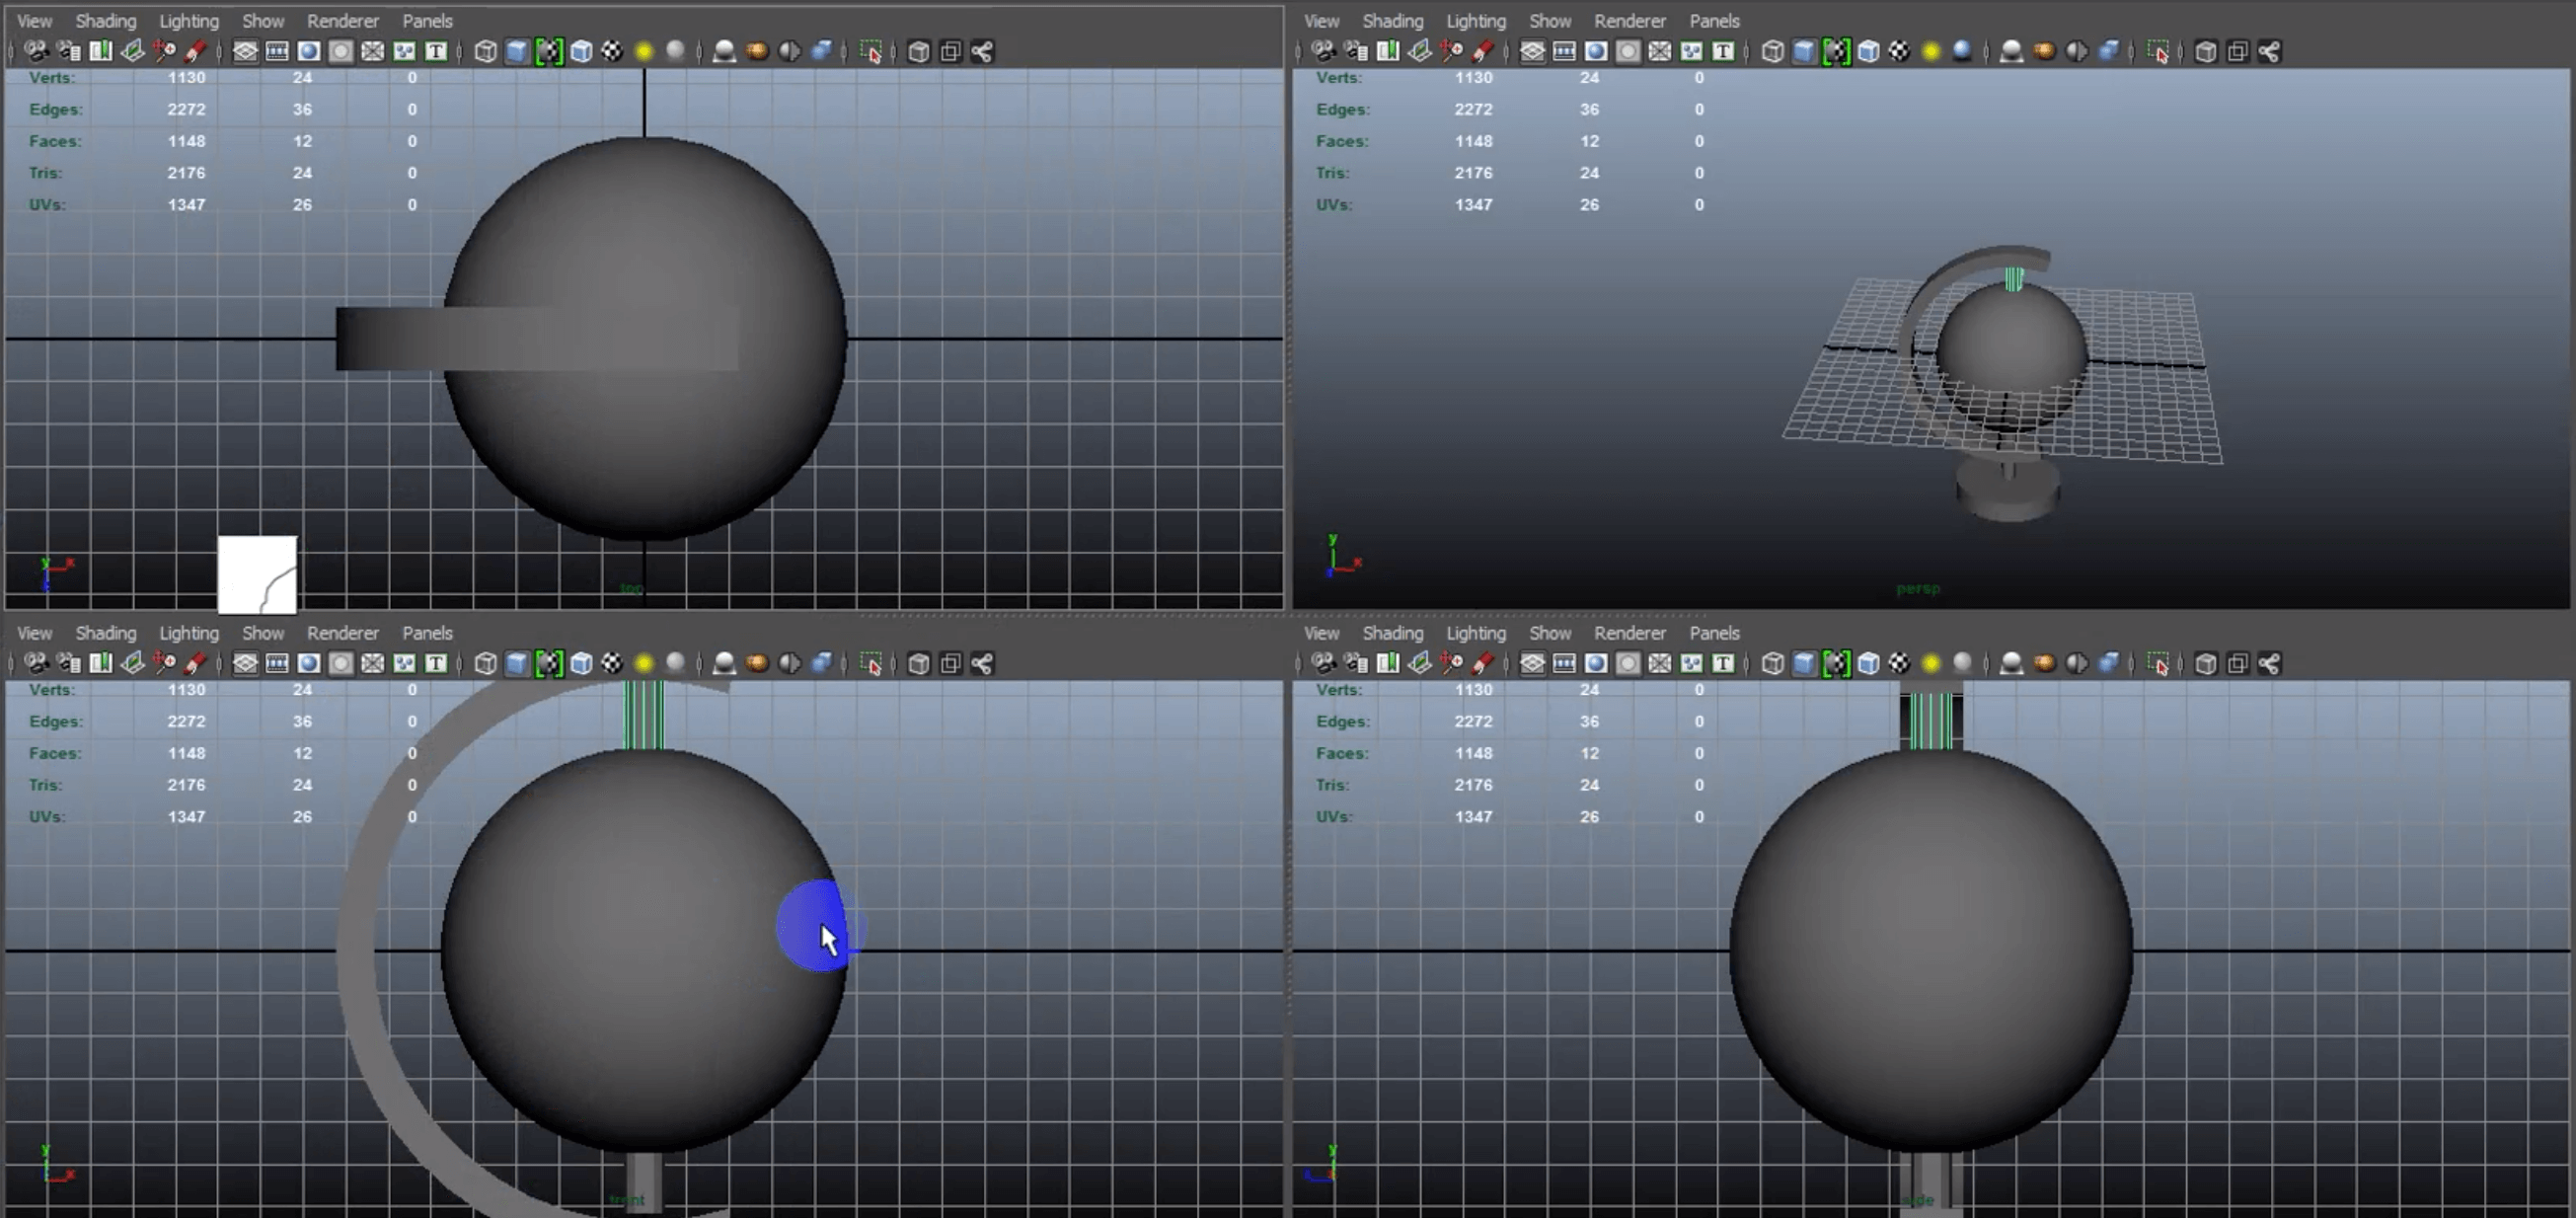 View Shading Lighting Show Renderer Panels
T
Verts: 1130 24 0
Edges: 2272 36 0
Faces: 1148 12 0
Tris: 2176 24 0
UVs: 1347 26 0
y x
top
View Shading Lighting Show Renderer Panels
T
Verts: 1130 24 0
Edges: 2272 36 0
Faces: 1148 12 0
Tris: 2176 24 0
UVs: 1347 26 0
y x
persp
View Shading Lighting Show Renderer Panels
T
Verts: 1130 24 0
Edges: 2272 36 0
Faces: 1148 12 0
Tris: 2176 24 0
UVs: 1347 26 0
y x
front
View Shading Lighting Show Renderer Panels
T
Verts: 1130 24 0
Edges: 2272 36 0
Faces: 1148 12 0
Tris: 2176 24 0
UVs: 1347 26 0
y
side